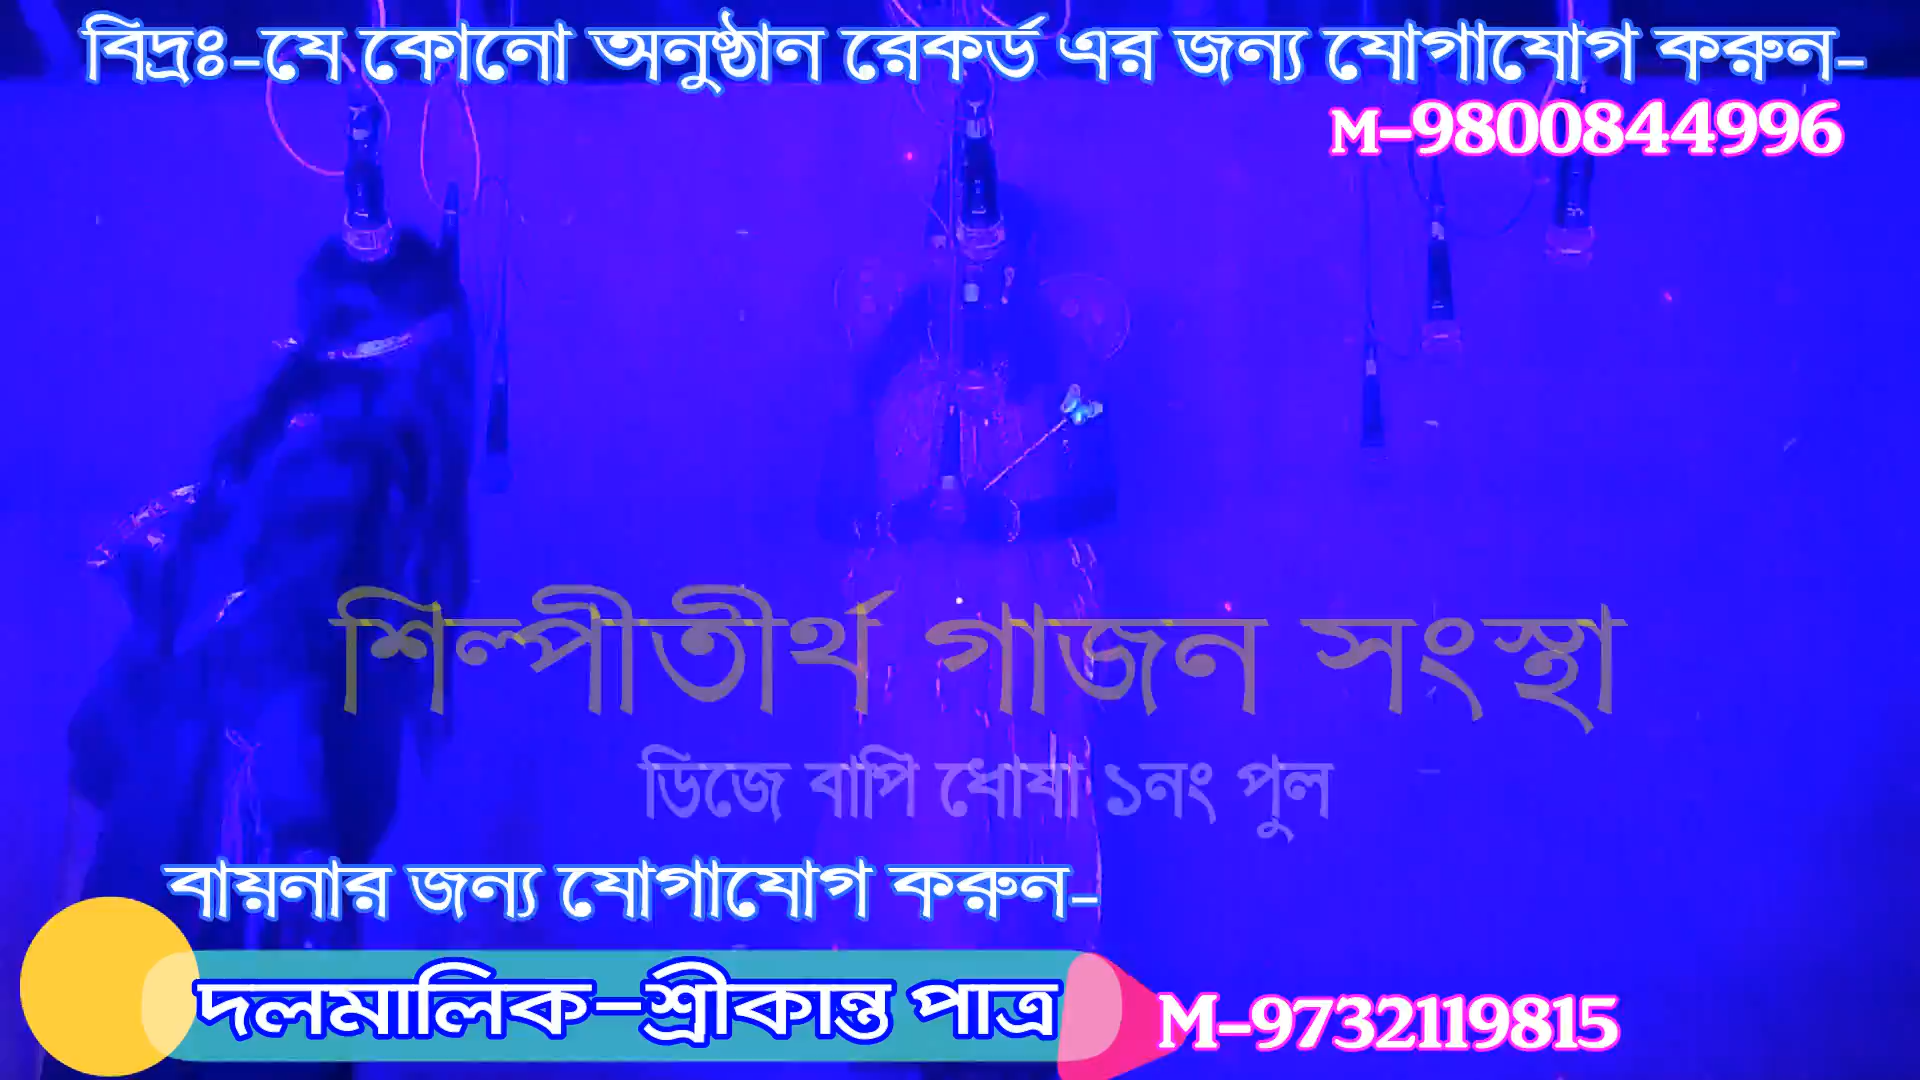 বিদ্রঃ-যে কোনো অনুষ্ঠান রেকর্ড এর জন্য যোগাযোগ করুন-
M-9800844996
শিল্পীতীর্থ গাজন সংস্থা
ডিজে বাপি ধোষা ১নং পুল
বায়নার জন্য যোগাযোগ করুন-
দলমালিক-শ্রীকান্ত পাত্র
M-9732119815